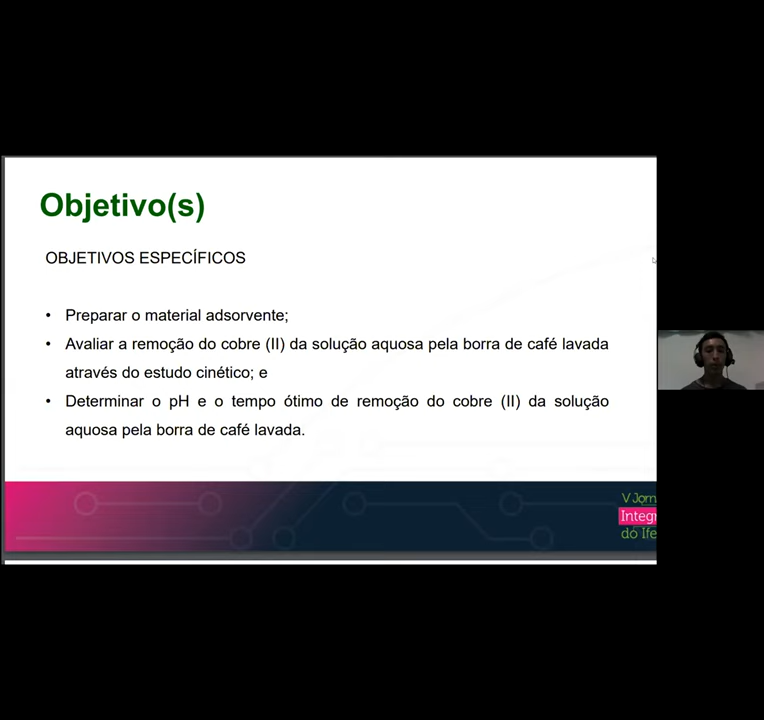 Objetivo(s)
OBJETIVOS ESPECÍFICOS
• Preparar o material adsorvente;
• Avaliar a remoção do cobre (II) da solução aquosa pela borra de café lavada
através do estudo cinético; e
• Determinar o pH e o tempo ótimo de remoção do cobre (II) da solução
aquosa pela borra de café lavada.
V Jorn
Integr
do Ife